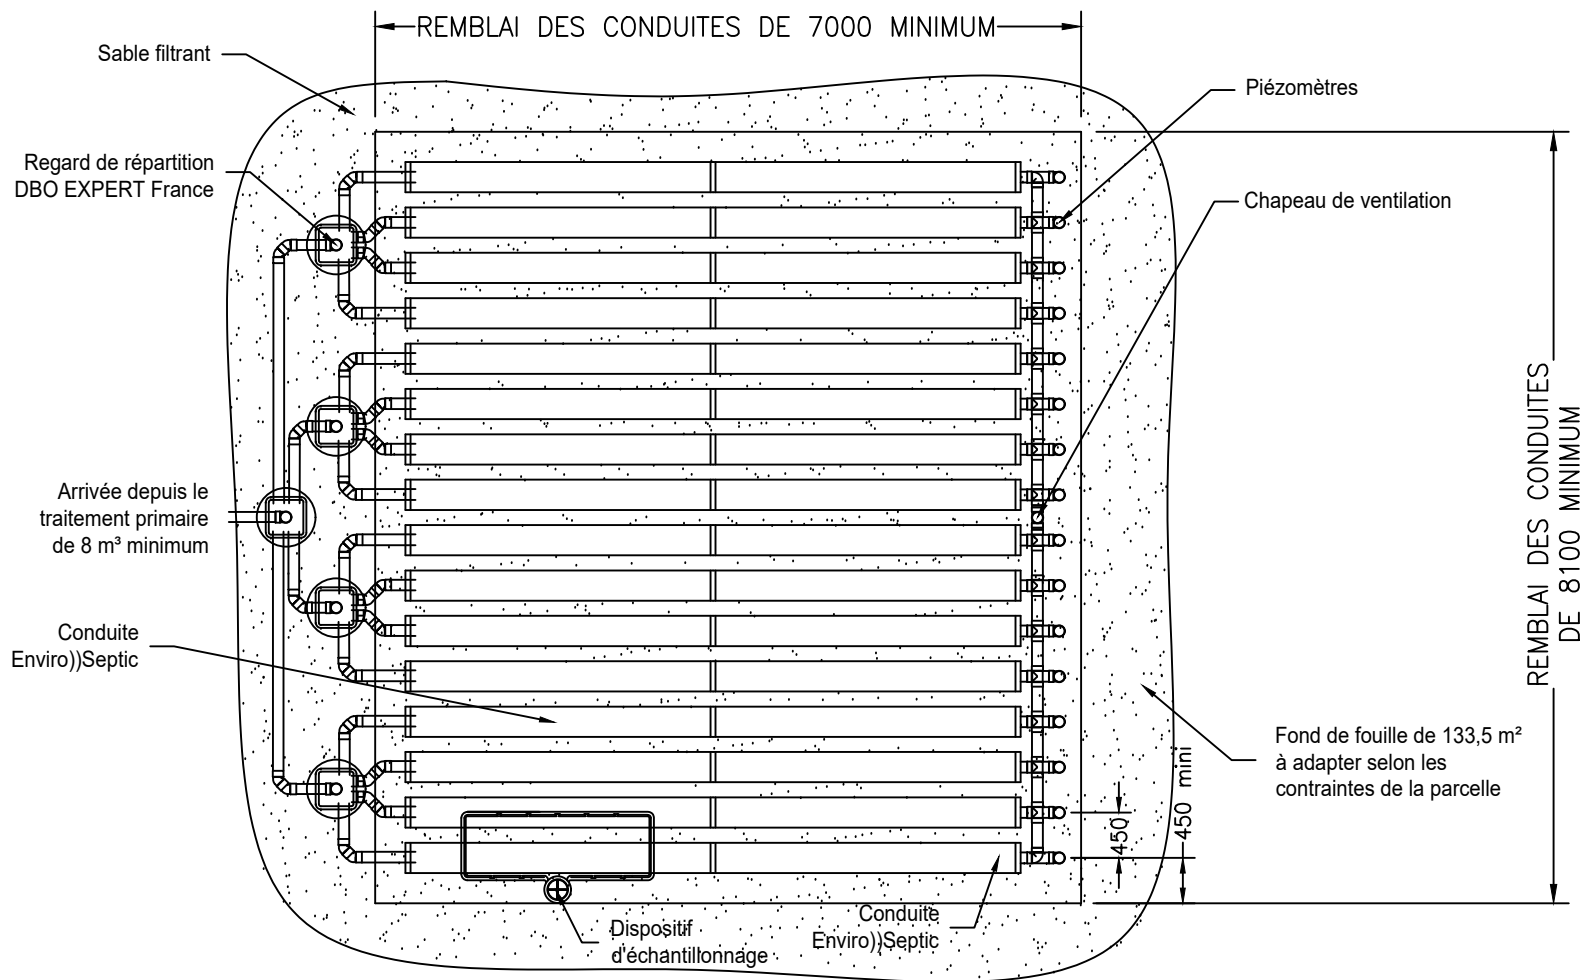 REMBLAI DES CONDUITES DE 7000 MINIMUM
Sable filtrant
Piézomètres
Regard de répartition
DBO EXPERT France
Chapeau de ventilation
Arrivée depuis le
traitement primaire
de 8 m³ minimum
REMBLAI DES CONDUITES
DE 8100 MINIMUM
Conduite
Enviro))Septic
Fond de fouille de 133,5 m²
à adapter selon les
contraintes de la parcelle
450
450 mini
Dispositif
d'échantillonnage
Conduite
Enviro))Septic